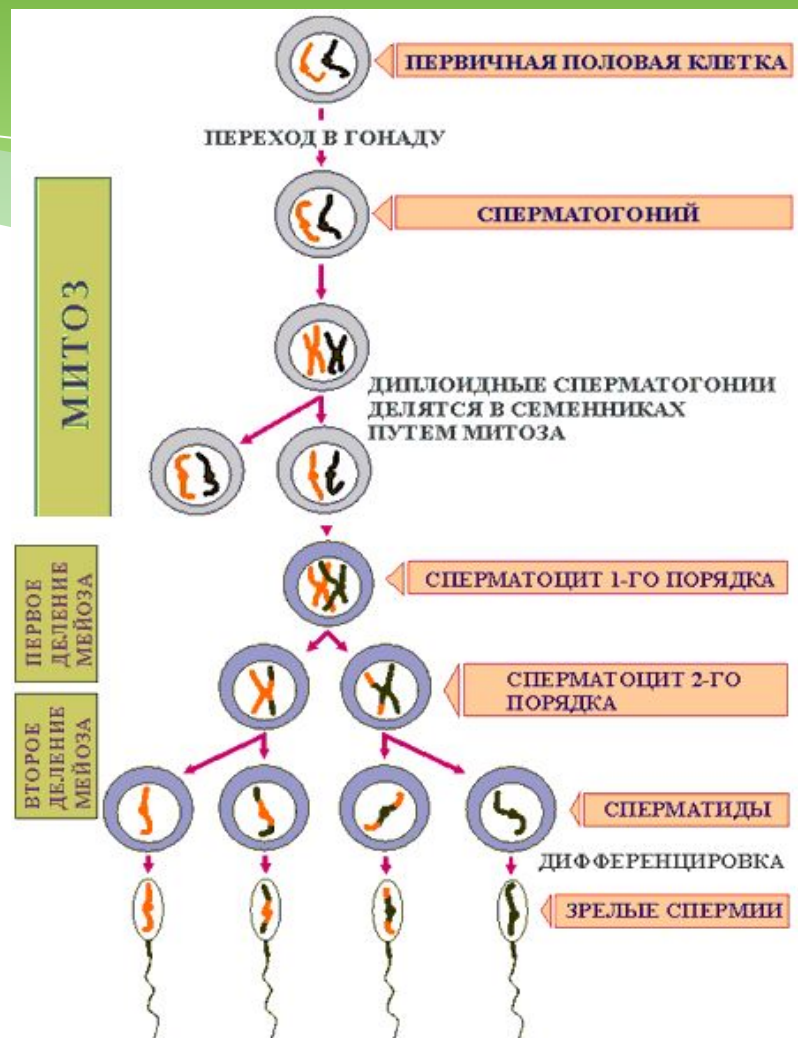 ПЕРВИЧНАЯ ПОЛОВАЯ КЛЕТКА
ПЕРЕХОД В ГОНАДУ
СПЕРМАТОГОНИЙ
МИТОЗ
ДИПЛОИДНЫЕ СПЕРМАТОГОНИИ
ДЕЛЯТСЯ В СЕМЕННИКАХ
ПУТЕМ МИТОЗА
ПЕРВОЕ
ДЕЛЕНИЕ
МЕЙОЗА
СПЕРМАТОЦИТ 1-ГО ПОРЯДКА
СПЕРМАТОЦИТ 2-ГО
ПОРЯДКА
ВТОРОЕ
ДЕЛЕНИЕ
МЕЙОЗА
СПЕРМАТИДЫ
ДИФФЕРЕНЦИРОВКА
ЗРЕЛЫЕ СПЕРМИИ